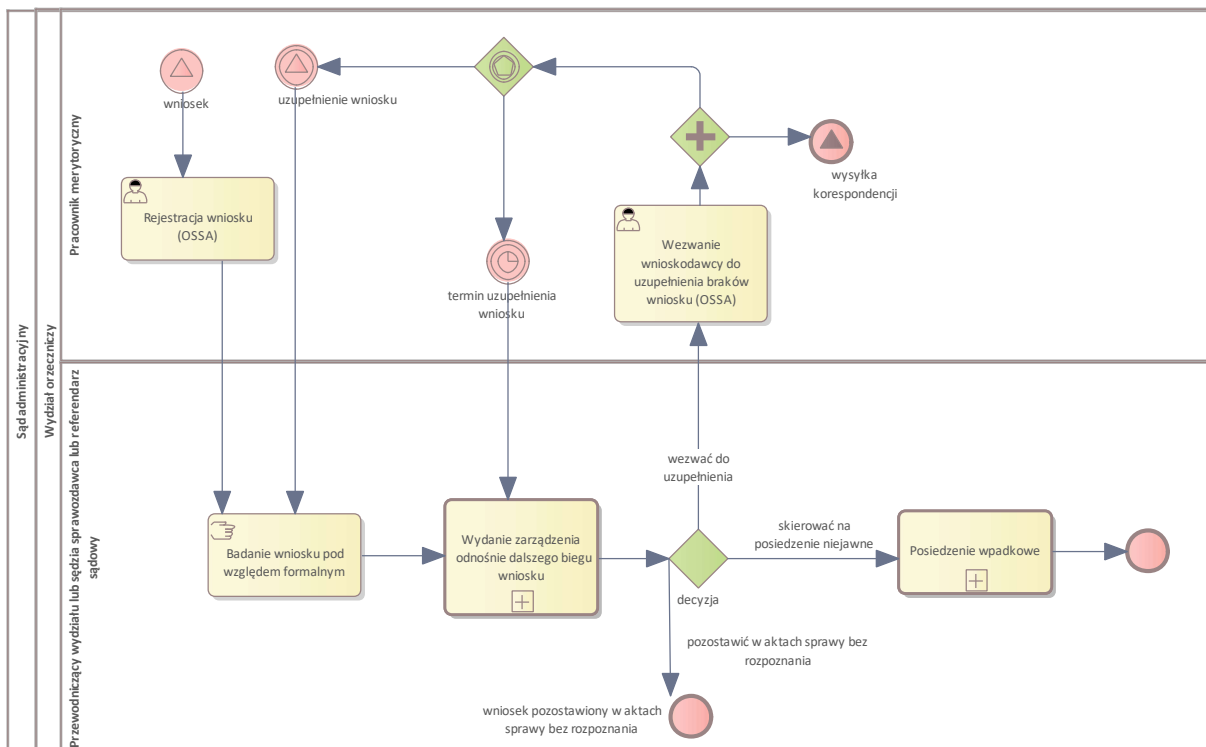 Sąd administracyjny
Wydział orzeczniczy
Pracownik merytoryczny
wniosek
uzupełnienie wniosku
wysyłka
korespondencji
Rejestracja wniosku
(OSSA)
Wezwanie
wnioskodawcy do
uzupełnienia braków
wniosku (OSSA)
termin uzupełnienia
wniosku
Przewodniczący wydziału lub sędzia sprawozdawca lub referendarz
sądowy
wezwać do
uzupełnienia
Badanie wniosku pod
względem formalnym
Wydanie zarządzenia
odnośnie dalszego biegu
wniosku
decyzja
skierować na
posiedzenie niejawne
Posiedzenie wpadkowe
pozostawić w aktach sprawy bez
rozpoznania
wniosek pozostawiony w aktach
sprawy bez rozpoznania